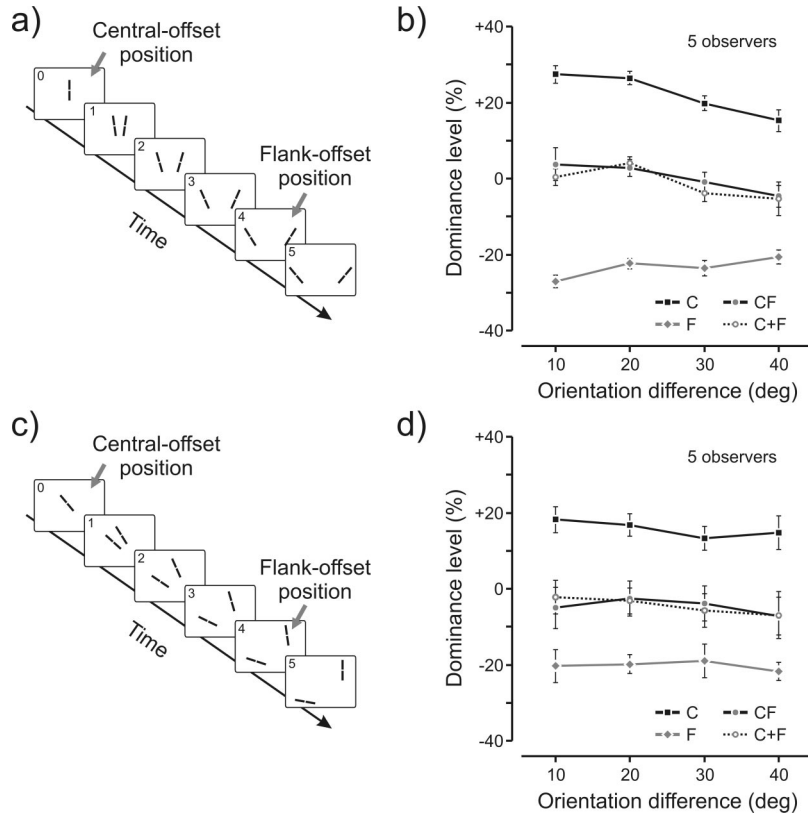 a)
Central-offset
position
0
1
2
3
Flank-offset
position
4
5
Time
b)
5 observers
Dominance level (%)
+40
+20
0
-20
-40
C
CF
F
C+F
10 20 30 40
Orientation difference (deg)
c)
Central-offset
position
0
1
2
3
Flank-offset
position
4
5
Time
d)
5 observers
Dominance level (%)
+40
+20
0
-20
-40
C
CF
F
C+F
10 20 30 40
Orientation difference (deg)